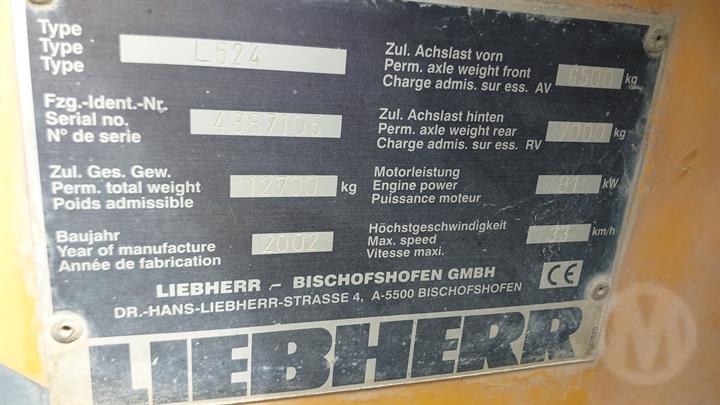 Type
Type L524
Type
Fzg.-Ident.-Nr.
Serial no. 4387106
N° de serie
Zul. Ges. Gew.
Perm. total weight 12700 kg
Poids admissible
Baujahr
Year of manufacture 2002
Année de fabrication
Zul. Achslast vorn
Perm. axle weight front 6500 kg
Charge admis. sur ess. AV
Zul. Achslast hinten
Perm. axle weight rear 7000 kg
Charge admis. sur ess. RV
Motorleistung
Engine power 81 kW
Puissance moteur
Höchstgeschwindigkeit
Max. speed 33 km/h
Vitesse maxi.
LIEBHERR - BISCHOFSHOFEN GMBH CE
DR.-HANS-LIEBHERR-STRASSE 4, A-5500 BISCHOFSHOFEN
LIEBHERR